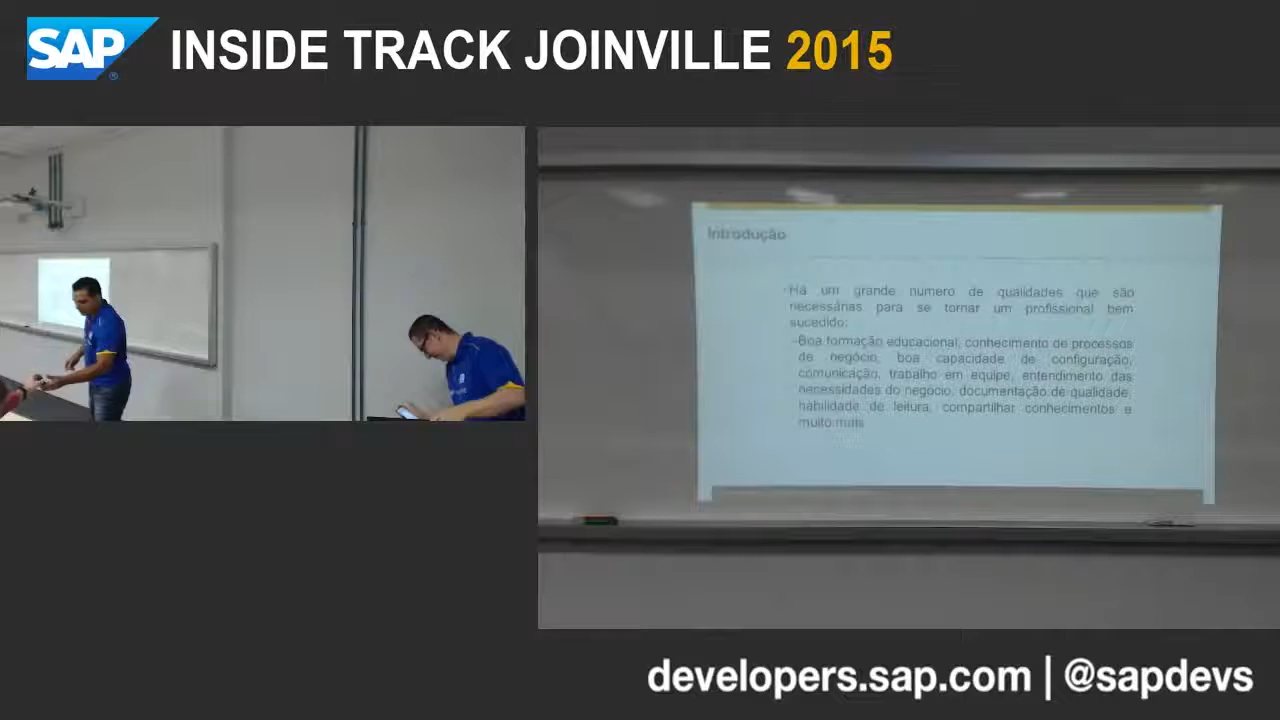 SAP
INSIDE TRACK JOINVILLE 2015
Introdução
Há um grande numero de qualidades que são
necessárias para se tornar um profissional bem
sucedido:
-Boa formação educacional, conhecimento de processos
de negócio, boa capacidade de configuração,
comunicação, trabalho em equipe, entendimento das
necessidades do negócio, documentação de qualidade,
habilidade de leitura, compartilhar conhecimentos e
muito mais
developers.sap.com | @sapdevs